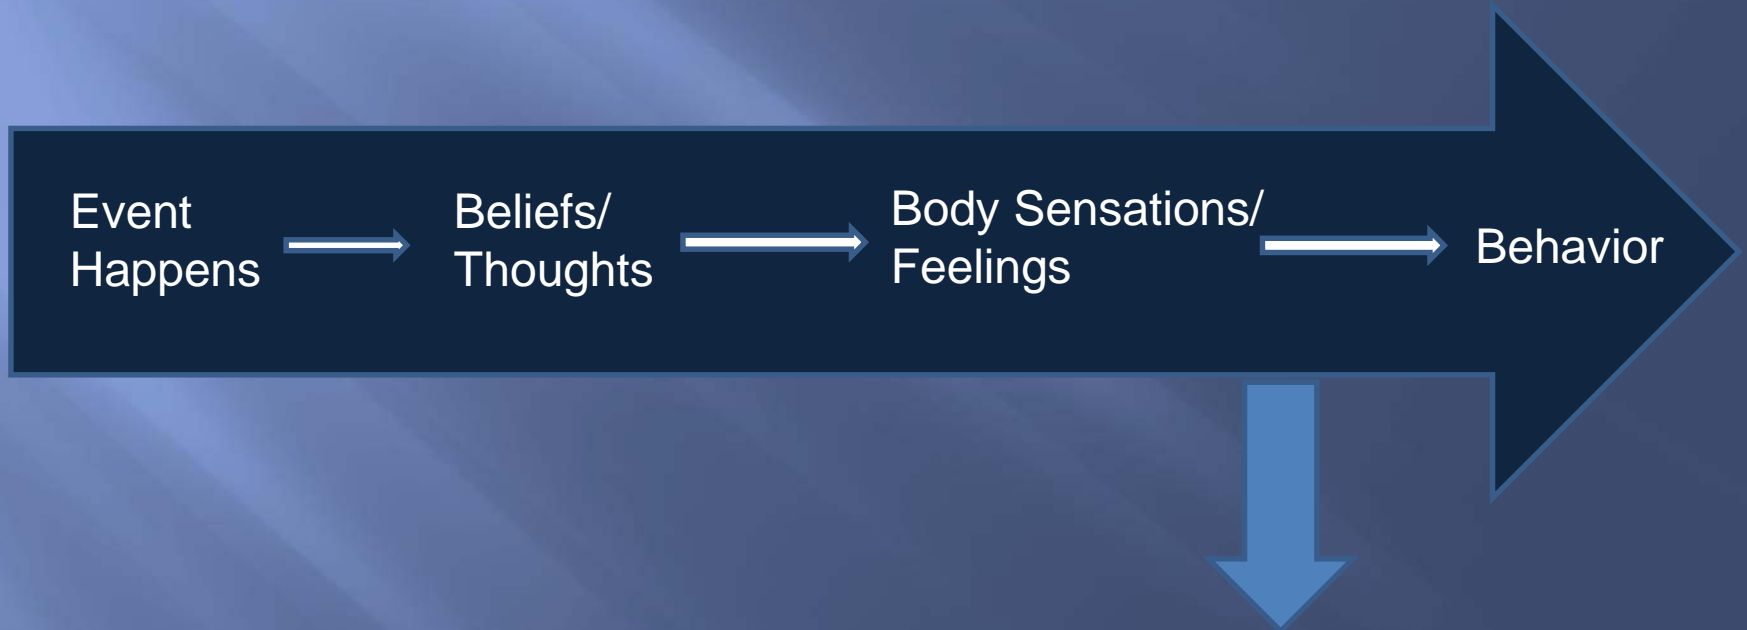 Event
Happens
Beliefs/
Thoughts
Body Sensations/
Feelings
Behavior